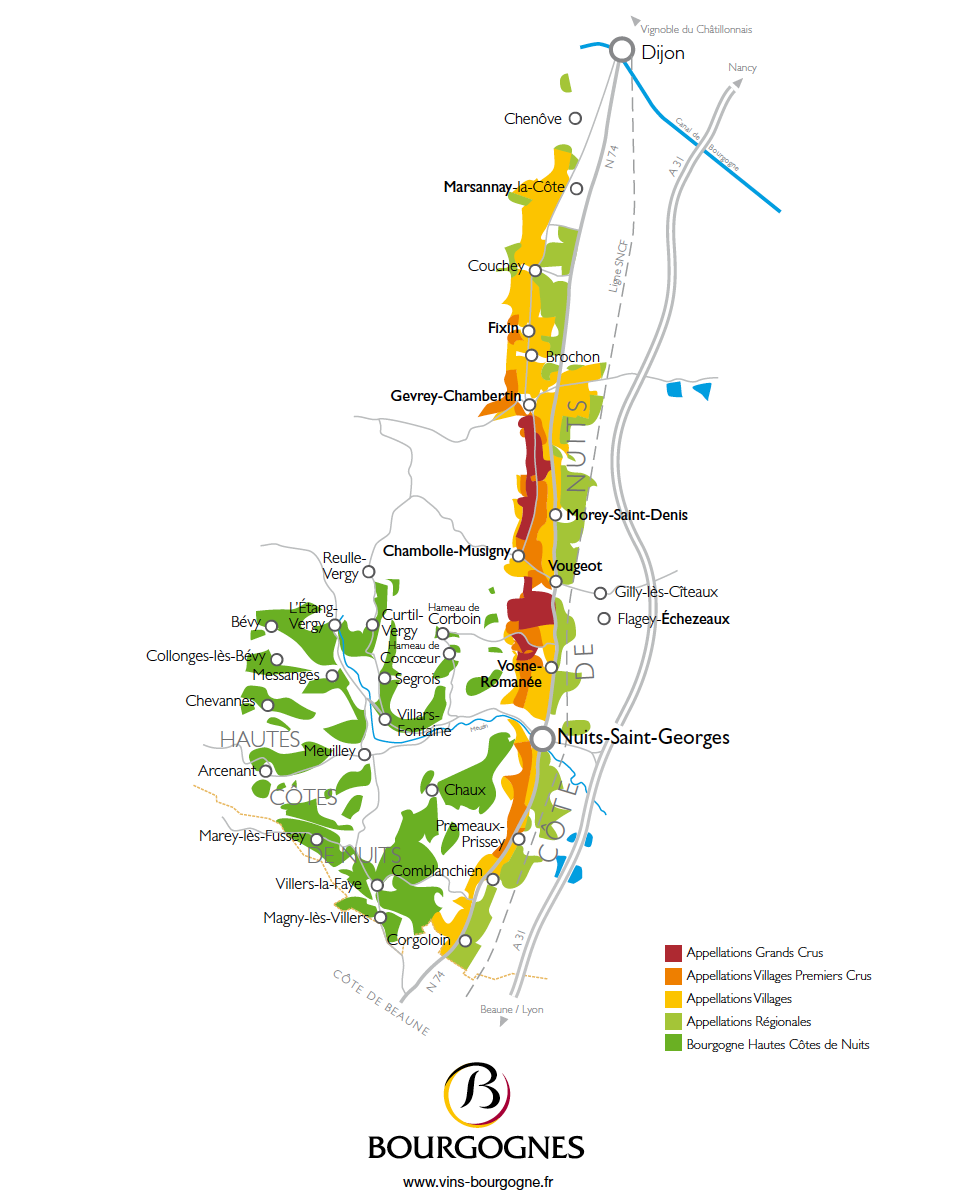 Vignoble du Châtillonnais
Dijon
Nancy
Chenôve
Canal de Bourgogne
N 74
A 31
Marsannay-la-Côte
Ligne SNCF
Couchey
Fixin
Brochon
Gevrey-Chambertin
NUITS
Morey-Saint-Denis
Chambolle-Musigny
Reulle-
Vergy
Vougeot
Gilly-lès-Cîteaux
L'Étang-
Vergy
Bévy
Curtil-
Vergy
Hameau de
Corboin
Flagey-Échezeaux
Hameau de
Concœur
Collonges-lès-Bévy
Messanges
Segrois
Vosne-
Romanée
DE
Chevannes
Villars-
Fontaine
Meuzin
HAUTES
Meuilley
Nuits-Saint-Georges
Arcenant
CÔTES
Chaux
CÔTE
Marey-lès-Fussey
Premeaux-
Prissey
DE NUITS
Comblanchien
Villers-la-Faye
Magny-lès-Villers
Corgoloin
A 31
N 74
CÔTE DE BEAUNE
Beaune / Lyon
Appellations Grands Crus
Appellations Villages Premiers Crus
Appellations Villages
Appellations Régionales
Bourgogne Hautes Côtes de Nuits
B
BOURGOGNES
www.vins-bourgogne.fr